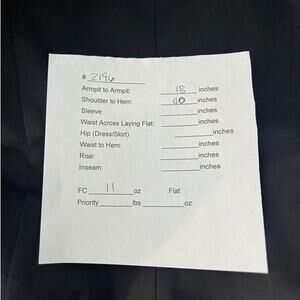 # 2196
Armpit to Armpit: 18 inches
Shoulder to Hem: 40 inches
Sleeve: inches
Waist Across Laying Flat: inches
Hip (Dress/Skirt) inches
Waist to Hem: inches
Rise: inches
Inseam: inches
FC 11 oz Flat
Priority lbs oz